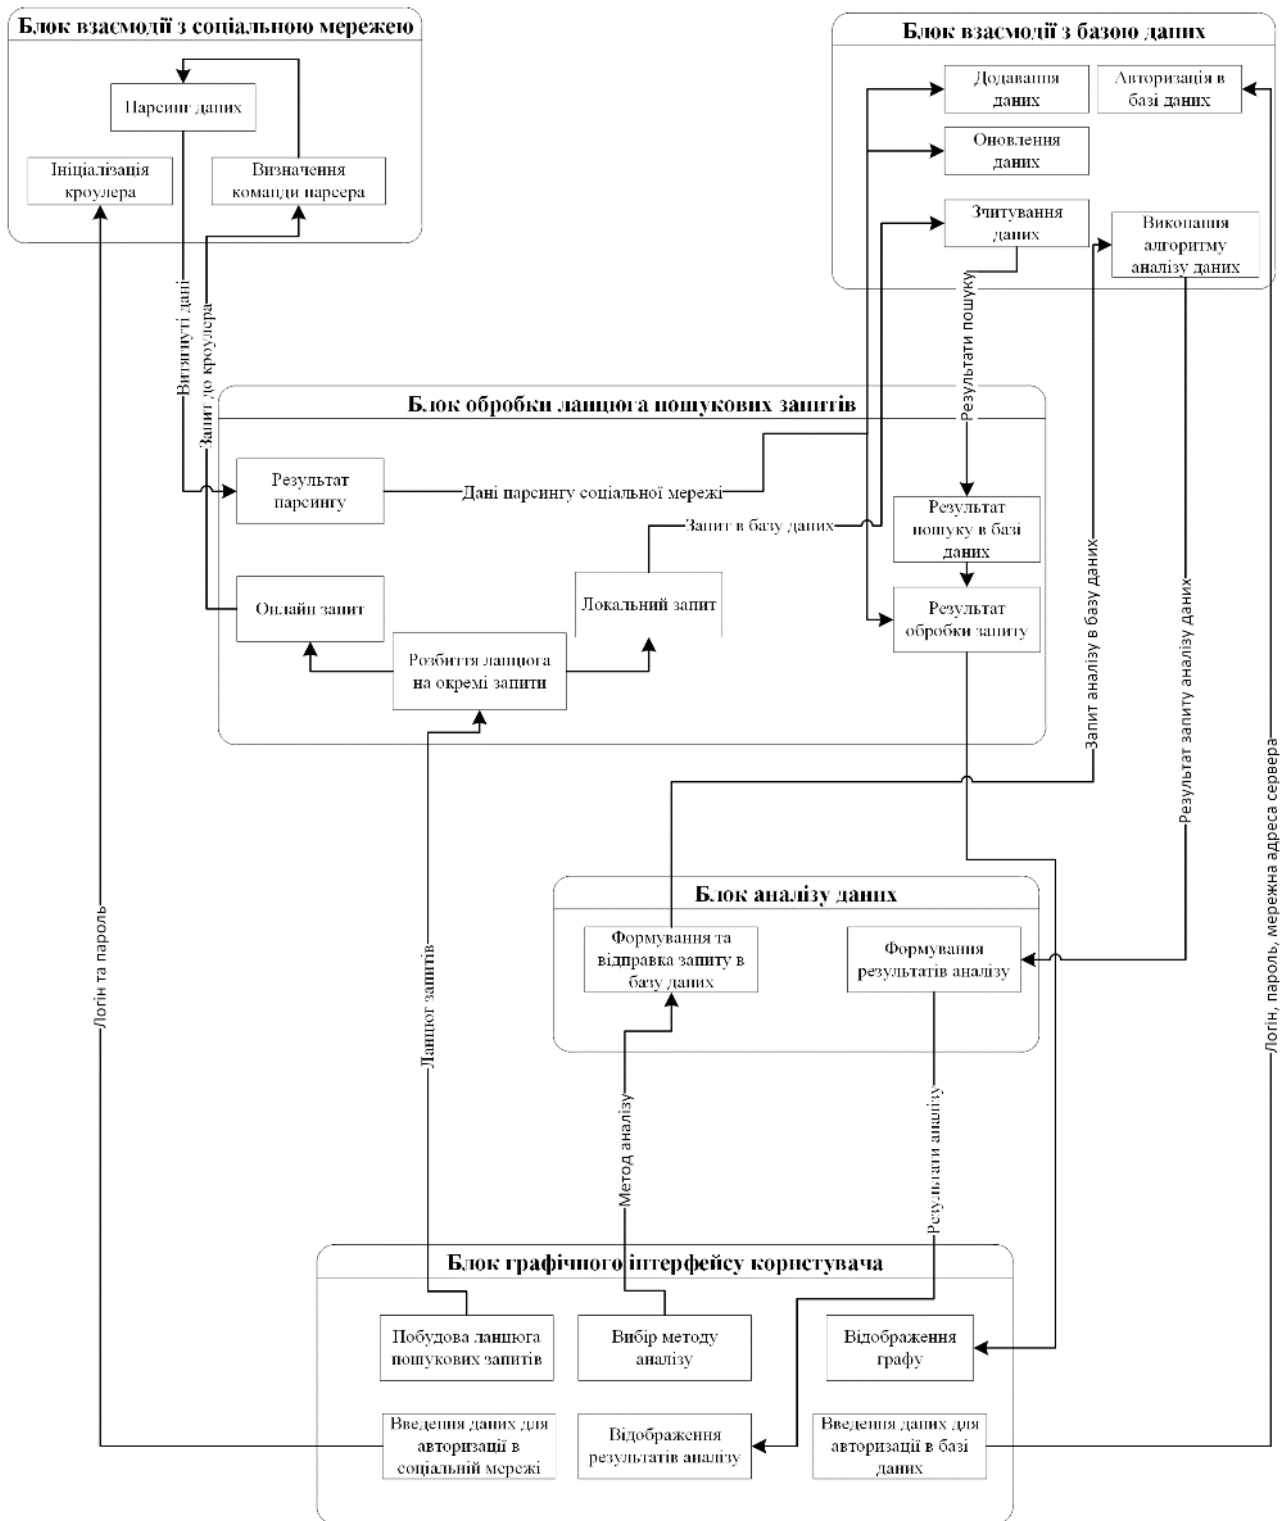 Блок взаємодії з соціальною мережею
Парсинг даних
Ініціалізація
кроулера
Визначення
команди парсера
Блок взаємодії з базою даних
Додавання
даних
Авторизація в
базі даних
Оновлення
даних
Зчитування
даних
Виконання
алгоритму
аналізу даних
Витягнуті дані
Запит до кроулера
Результати пошуку
Блок обробки ланцюга пошукових запитів
Результат
парсингу
Дані парсингу соціальної мережі
Запит в базу даних
Результат
пошуку в базі
даних
Онлайн запит
Локальний запит
Результат
обробки запиту
Розбиття ланцюга
на окремі запити
Запит аналізу в базу даних
Результат запиту аналізу даних
Логін, пароль, мережна адреса сервера
Логін та пароль
Ланцюг запитів
Блок аналізу даних
Формування та
відправка запиту в
базу даних
Формування
результатів аналізу
Метод аналізу
Результати аналізу
Блок графічного інтерфейсу користувача
Побудова ланцюга
пошукових запитів
Вибір методу
аналізу
Відображення
графу
Введення даних для
авторизації в
соціальній мережі
Відображення
результатів аналізу
Введення даних для
авторизації в базі
даних